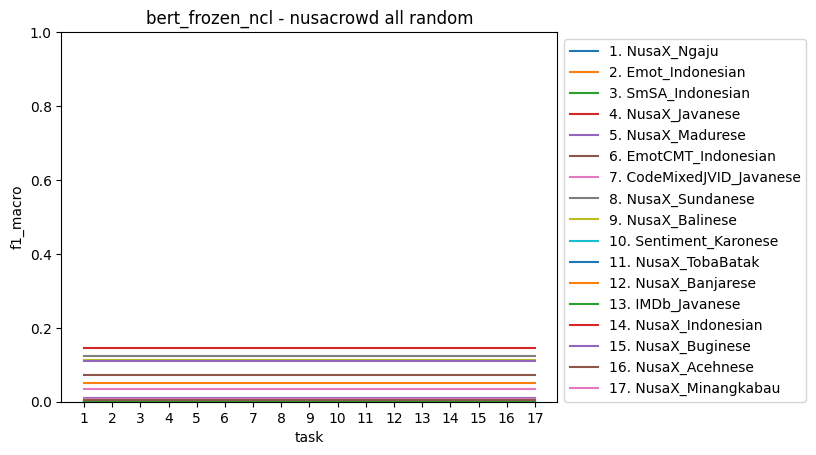 bert_frozen_ncl - nusacrowd all random
1.0
0.8
0.6
0.4
0.2
0.0
f1_macro
1 2 3 4 5 6 7 8 9 10 11 12 13 14 15 16 17
task
1. NusaX_Ngaju
2. Emot_Indonesian
3. SmSA_Indonesian
4. NusaX_Javanese
5. NusaX_Madurese
6. EmotCMT_Indonesian
7. CodeMixedJVID_Javanese
8. NusaX_Sundanese
9. NusaX_Balinese
10. Sentiment_Karonese
11. NusaX_TobaBatak
12. NusaX_Banjarese
13. IMDb_Javanese
14. NusaX_Indonesian
15. NusaX_Buginese
16. NusaX_Acehnese
17. NusaX_Minangkabau